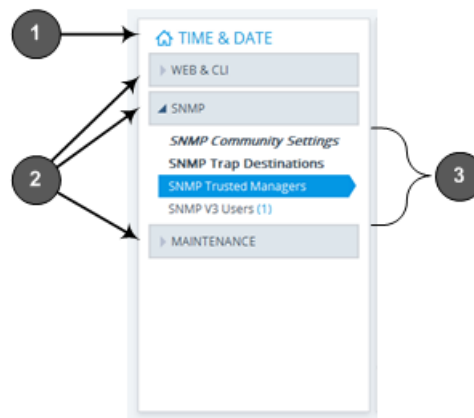 1
TIME & DATE
WEB & CLI
SNMP
SNMP Community Settings
SNMP Trap Destinations
2
3
SNMP Trusted Managers
SNMP V3 Users (1)
MAINTENANCE